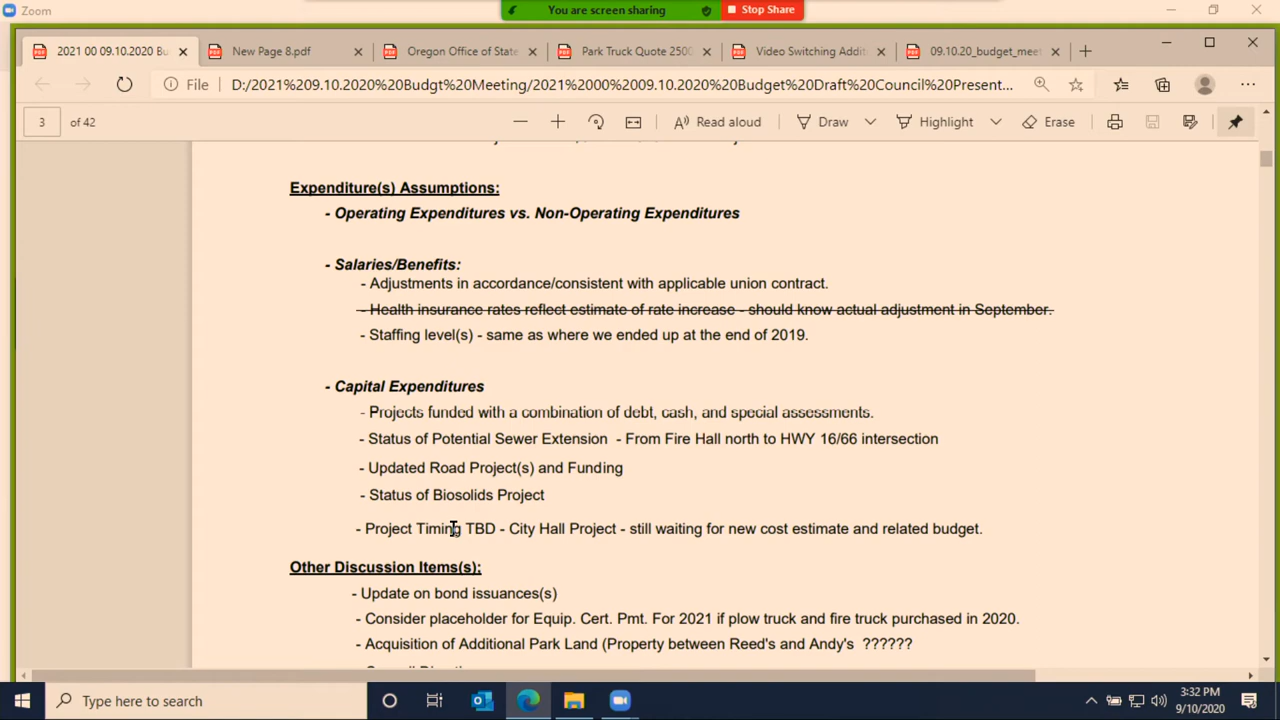 Zoom
You are screen sharing
Stop Share
2021 00 09.10.2020 Bu
New Page 8.pdf
Oregon Office of State
Park Truck Quote 2500
Video Switching Addit
09.10.20_budget_meet
File
D:/2021%209.10.2020%20Budgt%20Meeting/2021%2000%2009.10.2020%20Budget%20Draft%20Council%20Present...
3 of 42
Read aloud
Draw
Highlight
Erase
Expenditure(s) Assumptions:
- Operating Expenditures vs. Non-Operating Expenditures
- Salaries/Benefits:
- Adjustments in accordance/consistent with applicable union contract.
- Health insurance rates reflect estimate of rate increase - should know actual adjustment in September.
- Staffing level(s) - same as where we ended up at the end of 2019.
- Capital Expenditures
- Projects funded with a combination of debt, cash, and special assessments.
- Status of Potential Sewer Extension - From Fire Hall north to HWY 16/66 intersection
- Updated Road Project(s) and Funding
- Status of Biosolids Project
- Project Timing TBD - City Hall Project - still waiting for new cost estimate and related budget.
Other Discussion Items(s):
- Update on bond issuances(s)
- Consider placeholder for Equip. Cert. Pmt. For 2021 if plow truck and fire truck purchased in 2020.
- Acquisition of Additional Park Land (Property between Reed's and Andy's ??????
Type here to search
3:32 PM
9/10/2020